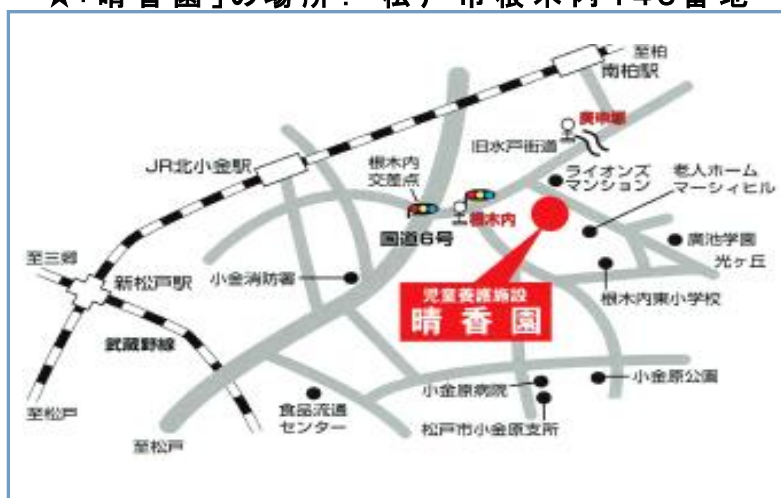 ★「晴香園」の場所： 松戸市根木内145番地
至柏
南柏駅
庚申塚
旧水戸街道
JR北小金駅
根木内
交差点
ライオンズ
マンション
老人ホーム
マーシィヒル
根木内
国道6号
廣池学園
至三郷
新松戸駅
小金消防署
光ヶ丘
児童養護施設
晴香園
根木内東小学校
武蔵野線
小金原病院
小金原公園
至松戸
食品流通
センター
松戸市小金原支所
至松戸